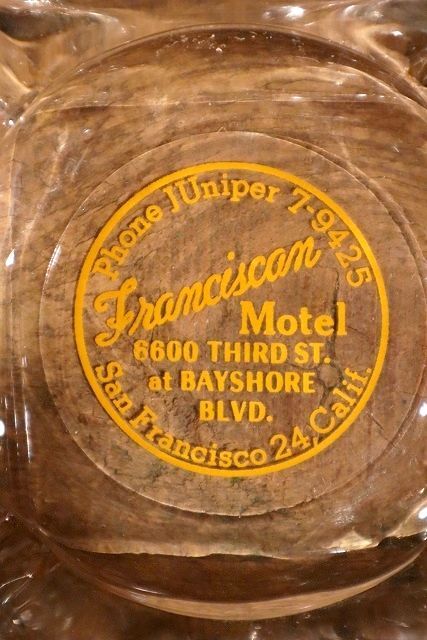 Phone JUniper 7-9425
Franciscan
Motel
6600 THIRD ST.
at BAYSHORE
BLVD.
San Francisco 24, Calif.